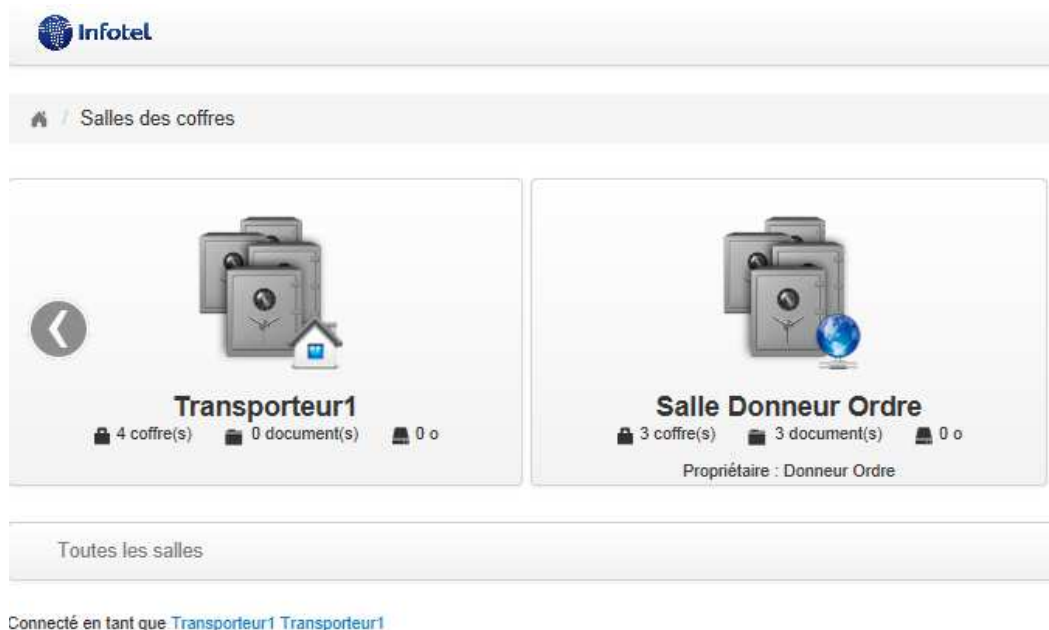 Infotel
/ Salles des coffres
Transporteur1
4 coffre(s) 0 document(s) 0 o
Salle Donneur Ordre
3 coffre(s) 3 document(s) 0 o
Propriétaire : Donneur Ordre
Toutes les salles
Connecté en tant que Transporteur1 Transporteur1